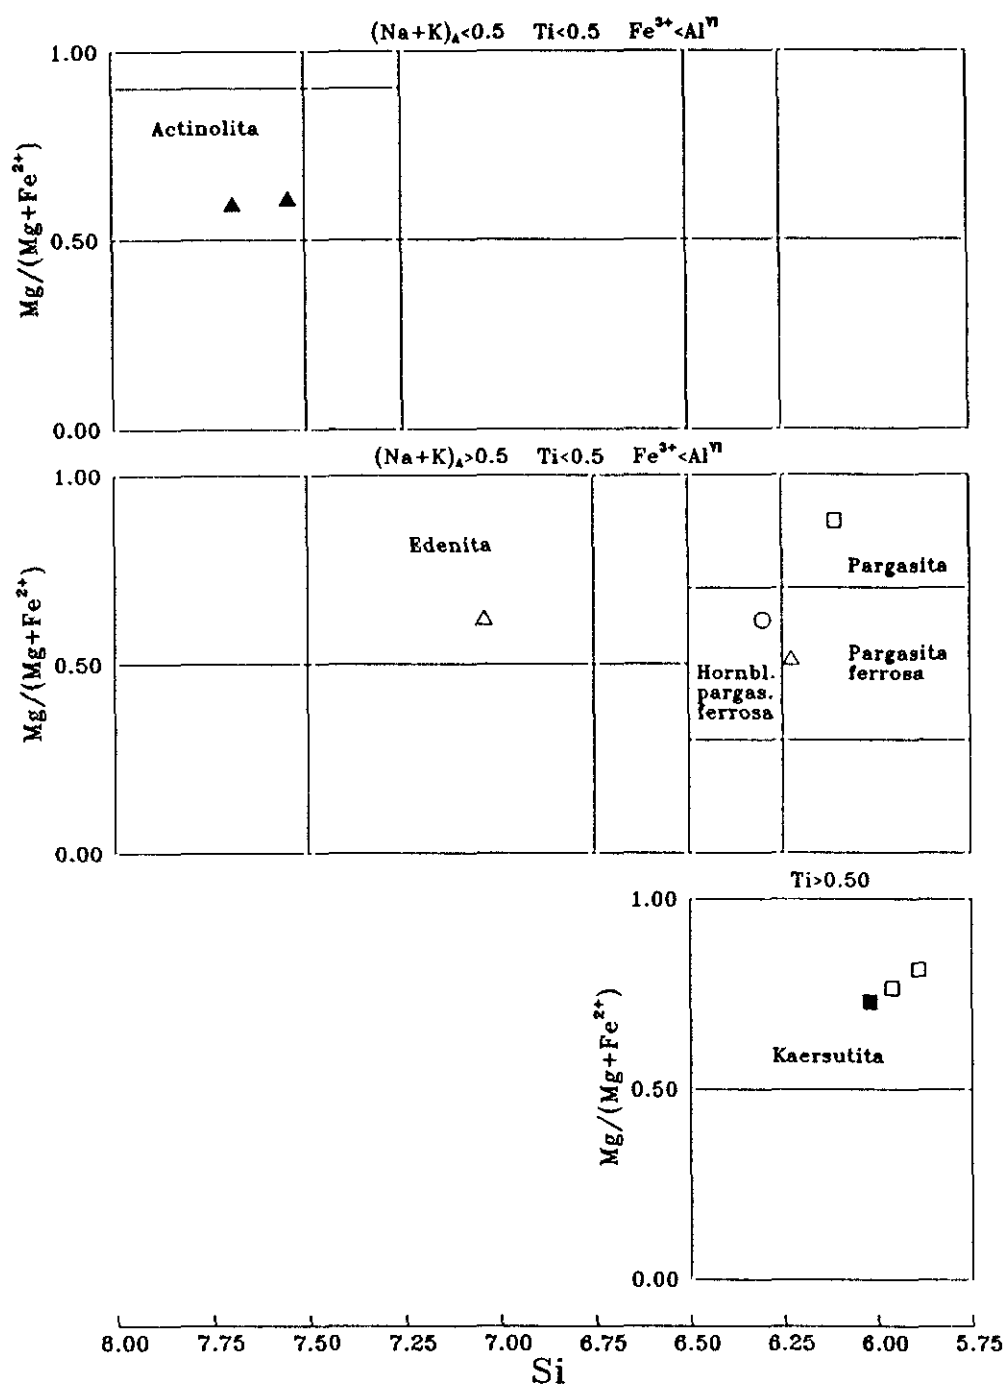 (Na+K)A<0.5 Ti<0.5 Fe3+<AlVI
1.00
Actinolita
0.50
0.00
Mg/(Mg+Fe2+)
(Na+K)A>0.5 Ti<0.5 Fe3+<AlVI
1.00
Edenita
Pargasita
0.50
Hornbl.
pargas.
ferrosa
Pargasita
ferrosa
0.00
Mg/(Mg+Fe2+)
Ti>0.50
1.00
Kaersutita
0.50
0.00
Mg/(Mg+Fe2+)
8.00 7.75 7.50 7.25 7.00 6.75 6.50 6.25 6.00 5.75
Si